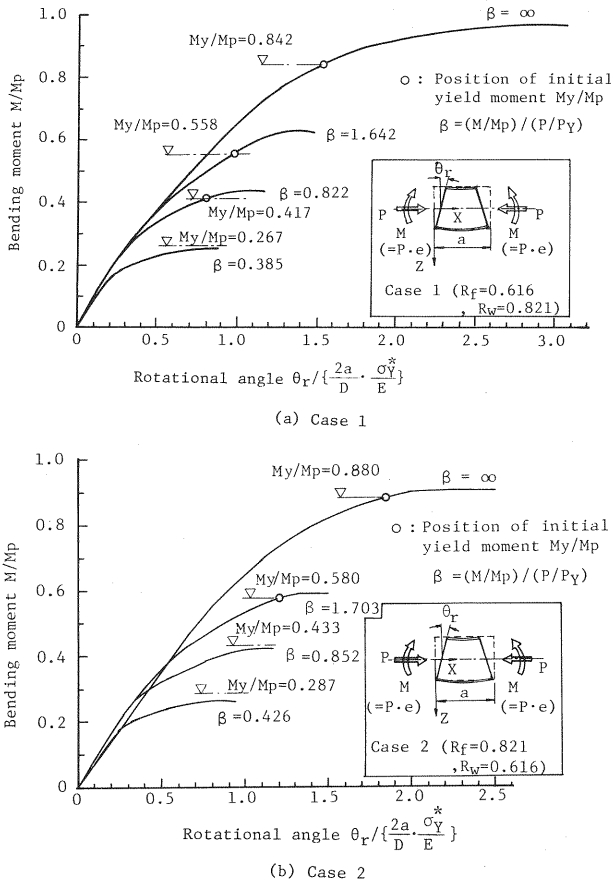 1.0
0.8
0.6
0.4
0.2
0
Bending moment M/Mp
My/Mp=0.842
β = ∞
o : Position of initial
yield moment My/Mp
β =(M/Mp)/(P/PY)
My/Mp=0.558
β=1.642
β=0.822
My/Mp=0.417
My/Mp=0.267
β=0.385
θr
P
X
P
M
a
M
(=P·e)
(=P·e)
Z
Case 1 (Rf=0.616
, Rw=0.821)
0 1.0 2.0 3.0
Rotational angle θr/{2a/D · σY*/E}
(a) Case 1
1.0
0.8
0.6
0.4
0.2
0
Bending moment M/Mp
My/Mp=0.880
β = ∞
o : Position of initial
yield moment My/Mp
β =(M/Mp)/(P/PY)
My/Mp=0.580
β=1.703
My/Mp=0.433
β=0.852
My/Mp=0.287
β=0.426
θr
P
X
P
M
a
M
(=P·e)
(=P·e)
Z
Case 2 (Rf=0.821
,Rw=0.616)
0 0.5 1.0 1.5 2.0 2.5
Rotational angle θr/{2a/D · σY*/E }
(b) Case 2